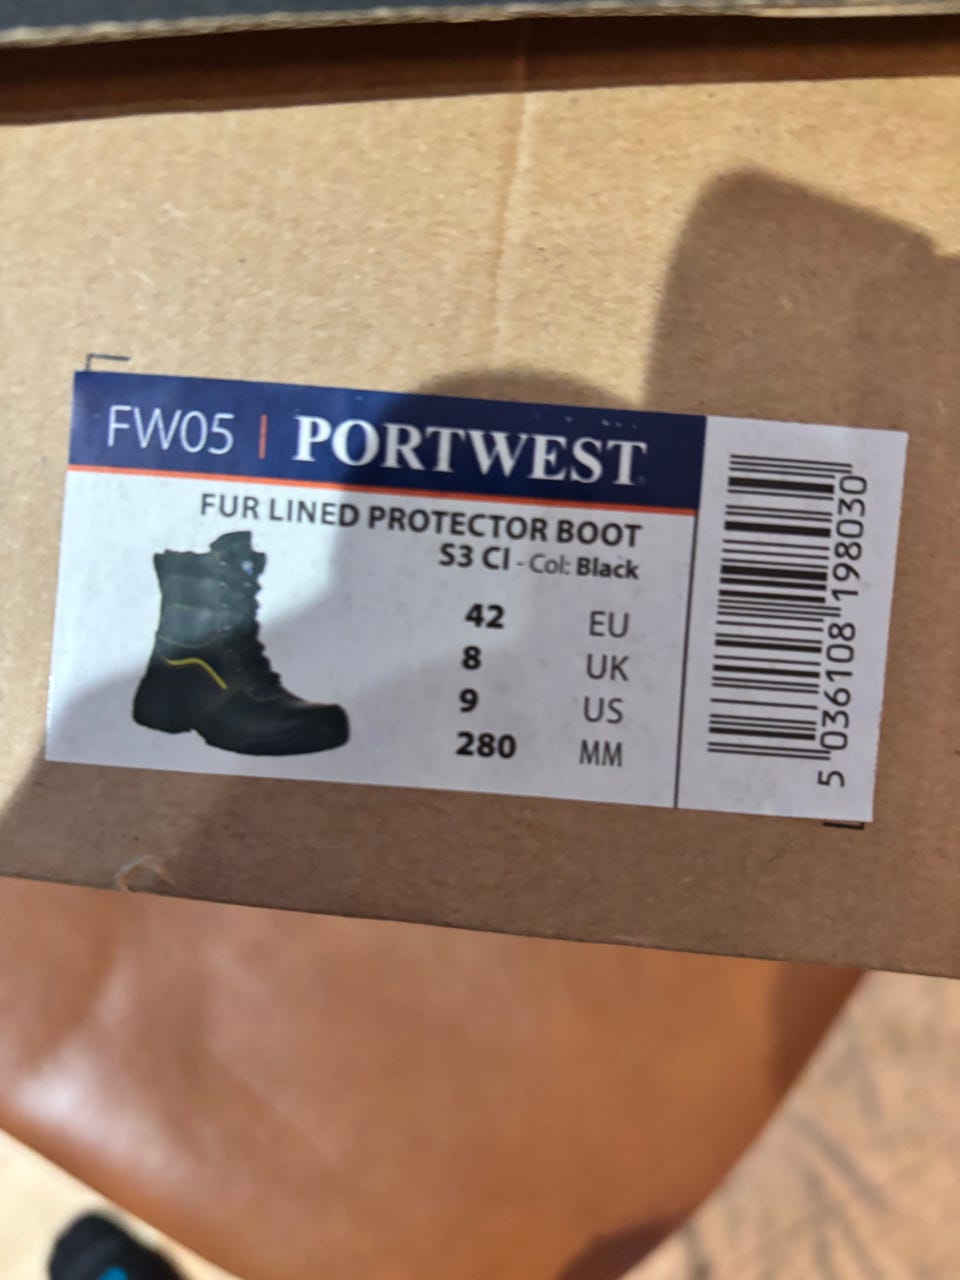 FW05 | PORTWEST
FUR LINED PROTECTOR BOOT
S3 CI - Col: Black
42 EU
8 UK
9 US
280 MM
5 036108 198030